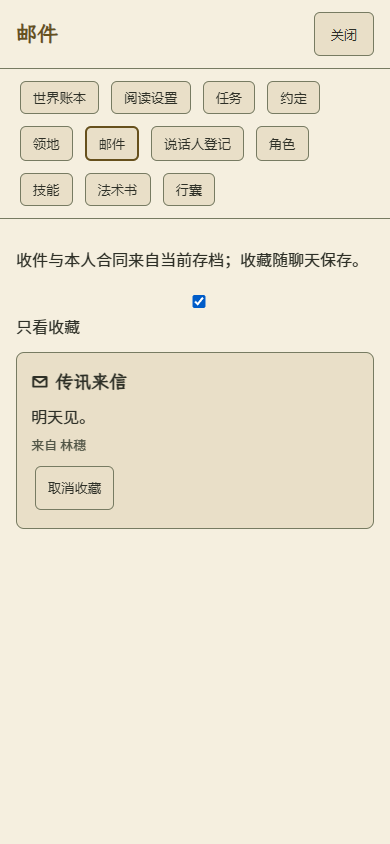 邮件
关闭
世界账本 阅读设置 任务 约定
领地 邮件 说话人登记 角色
技能 法术书 行囊
收件与本人合同来自当前存档；收藏随聊天保存。
只看收藏
传讯来信
明天见。
来自 林穗
取消收藏